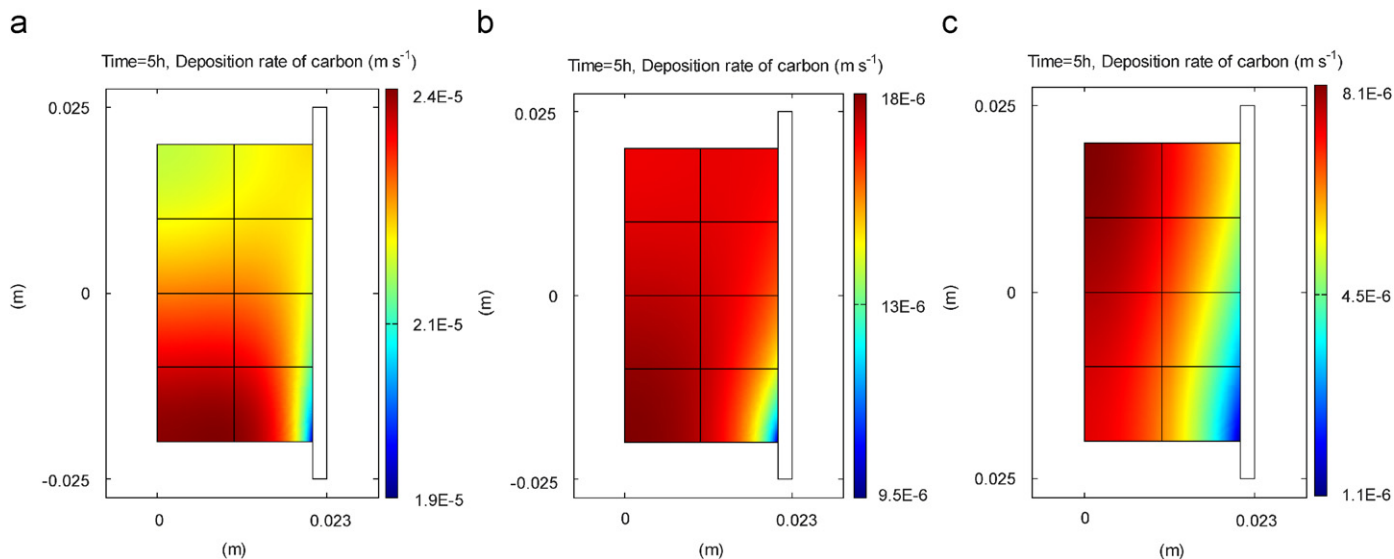 a
Time=5h, Deposition rate of carbon (m s⁻¹)
0.025
0
-0.025
(m)
0
0.023
(m)
2.4E-5
2.1E-5
1.9E-5
b
Time=5h, Deposition rate of carbon (m s⁻¹)
0.025
0
-0.025
(m)
0
0.023
(m)
18E-6
13E-6
9.5E-6
c
Time=5h, Deposition rate of carbon (m s⁻¹)
0.025
0
0.025
(m)
0
0.023
(m)
8.1E-6
4.5E-6
1.1E-6